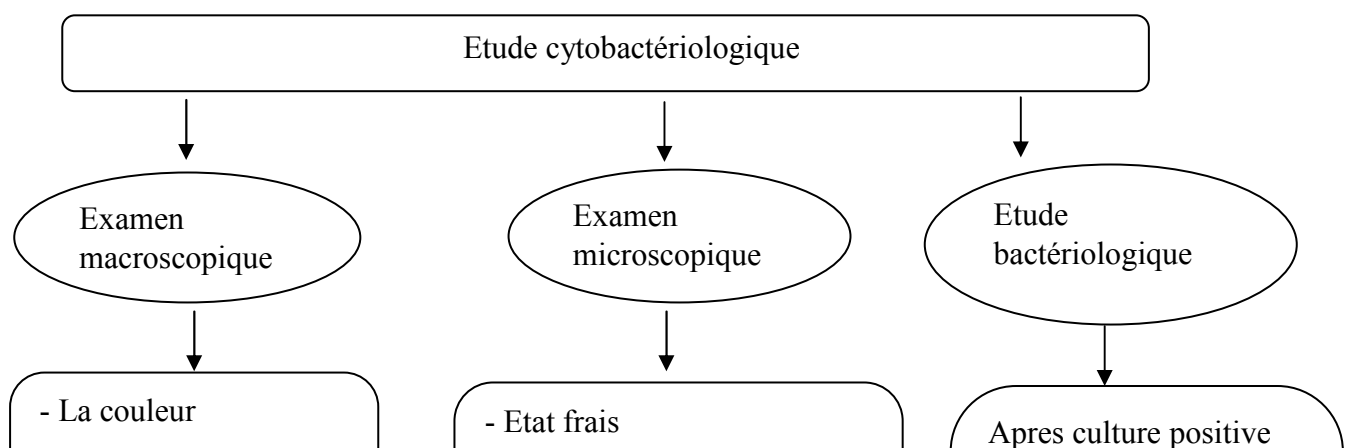 Etude cytobactériologique
Examen
macroscopique
Examen
microscopique
Etude
bactériologique
- La couleur
- Etat frais
Apres culture positive